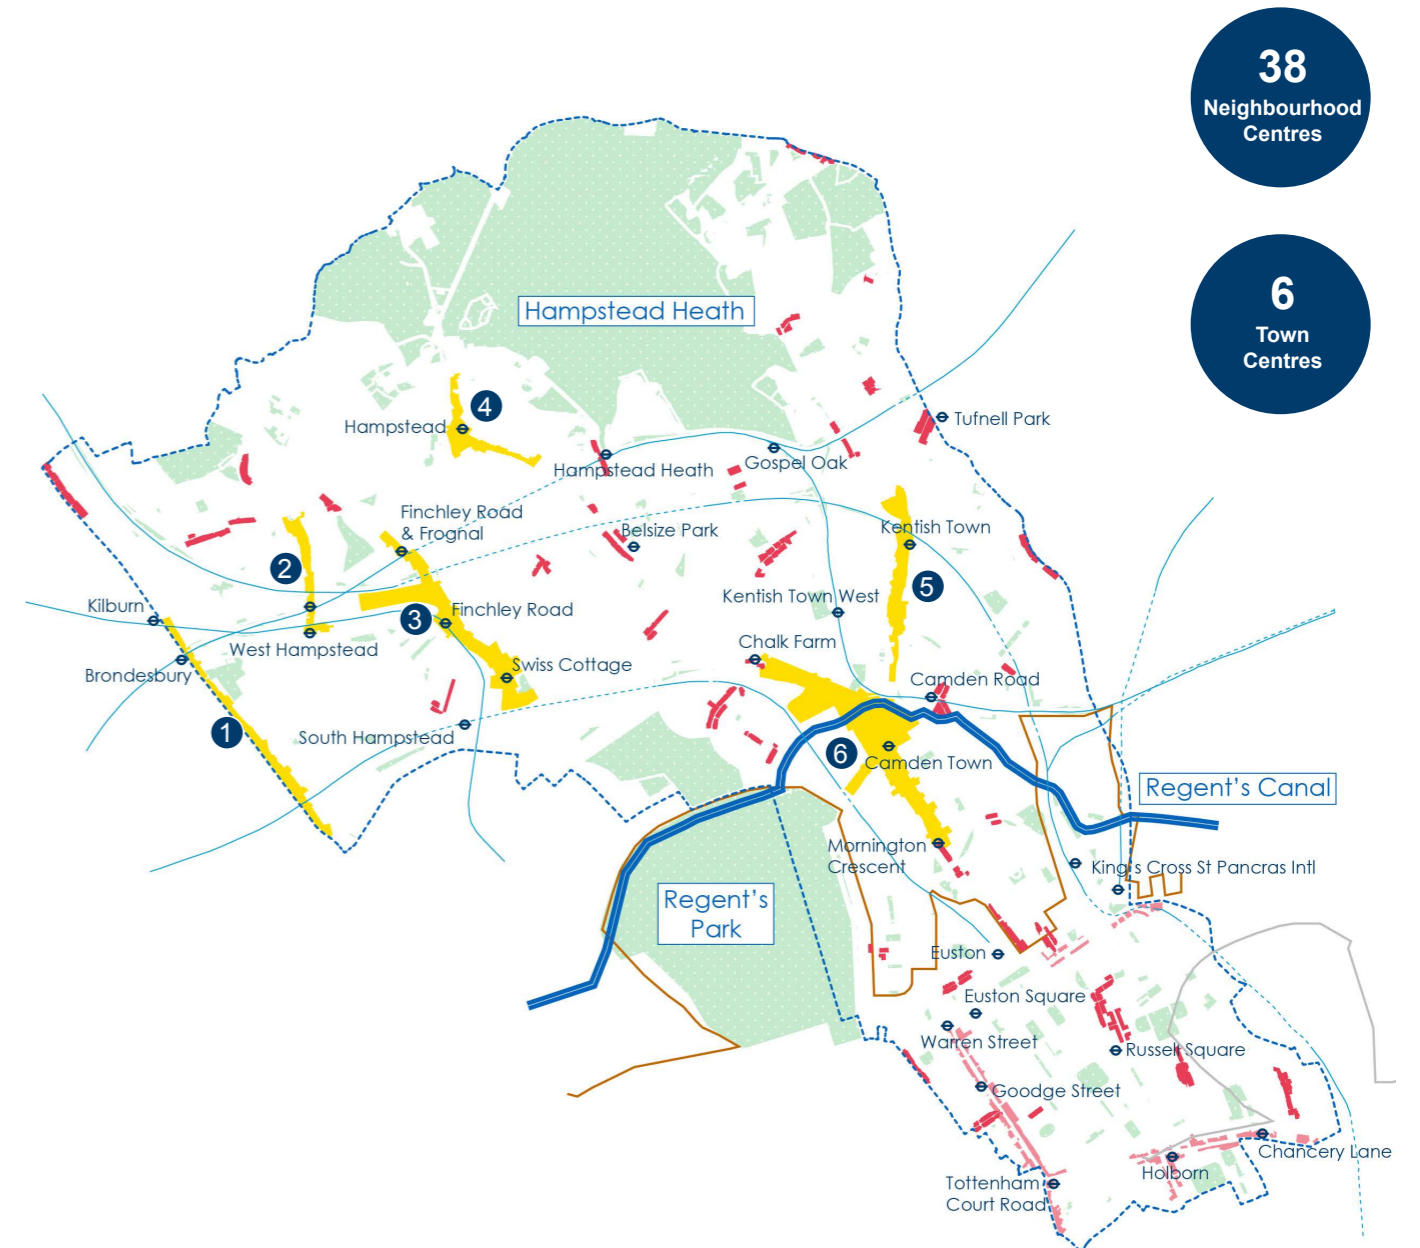 38
Neighbourhood
Centres
6
Town
Centres
Hampstead Heath
4
Hampstead
Tufnell Park
Hampstead Heath
Gospel Oak
Finchley Road
& Frognal
Belsize Park
Kentish Town
2
5
Kilburn
3
Finchley Road
Kentish Town West
West Hampstead
Chalk Farm
Brondesbury
Swiss Cottage
Camden Road
1
South Hampstead
6
Camden Town
Regent's Canal
Mornington
Crescent
King's Cross St Pancras Intl
Regent's
Park
Euston
Euston Square
Warren Street
Russell Square
Goodge Street
Chancery Lane
Holborn
Tottenham
Court Road